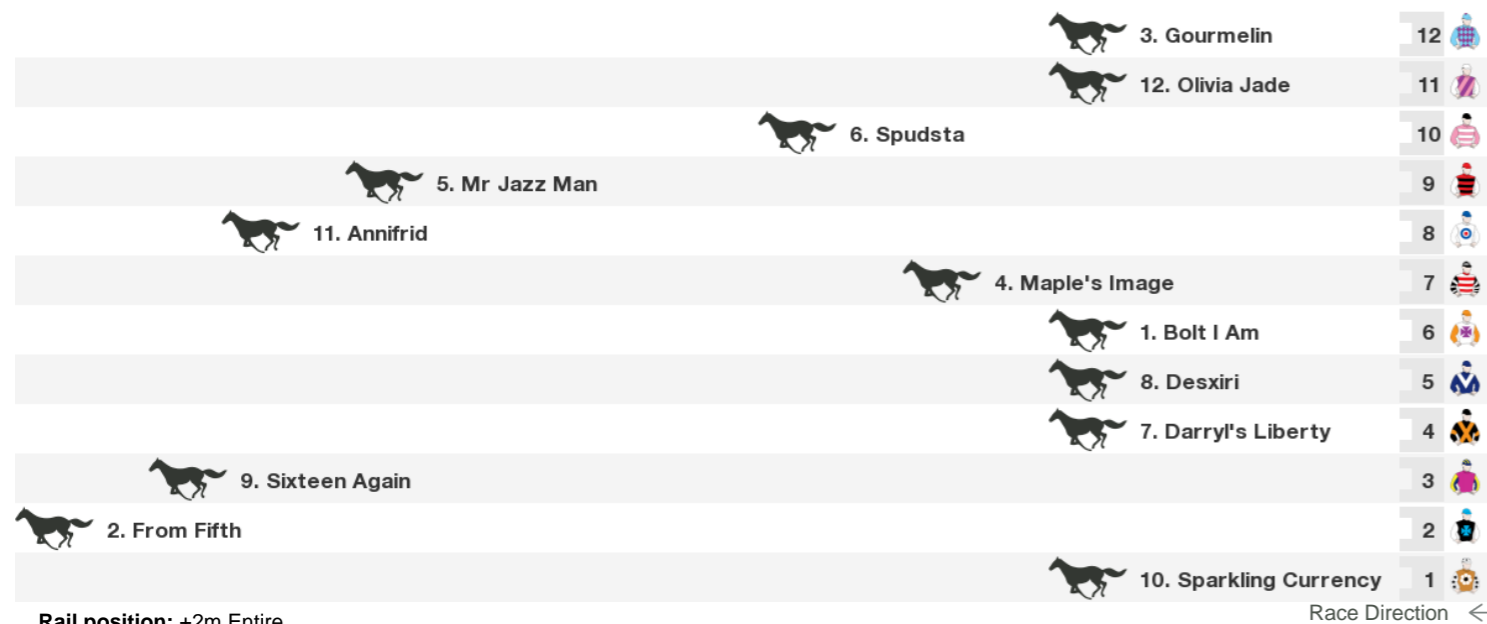 3. Gourmelin 12
12. Olivia Jade 11
6. Spudsta 10
5. Mr Jazz Man 9
11. Annifrid 8
4. Maple's Image 7
1. Bolt I Am 6
8. Desxiri 5
7. Darryl's Liberty 4
9. Sixteen Again 3
2. From Fifth 2
10. Sparkling Currency 1
Rail position: +2m Entire
Race Direction